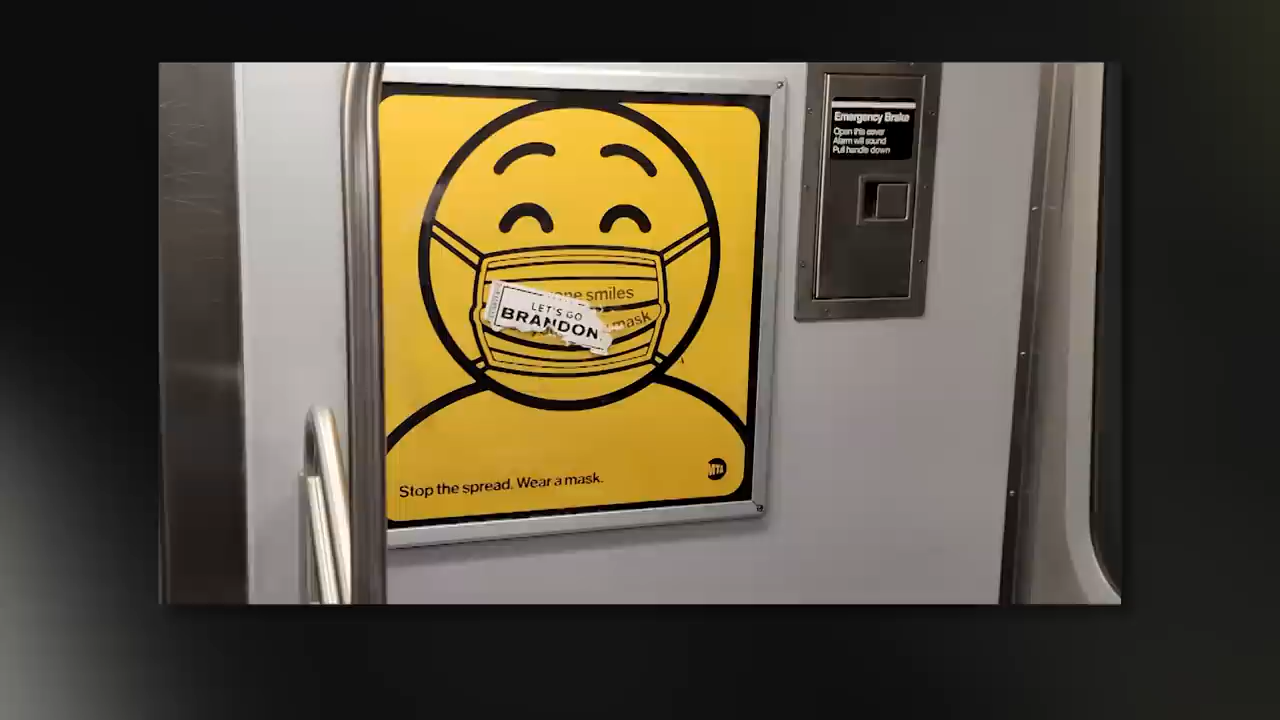 Emergency Brake
Open this cover
Alarm will sound
Pull handle down
smiles
mask
LET'S GO
BRANDON
Stop the spread. Wear a mask.
MTA